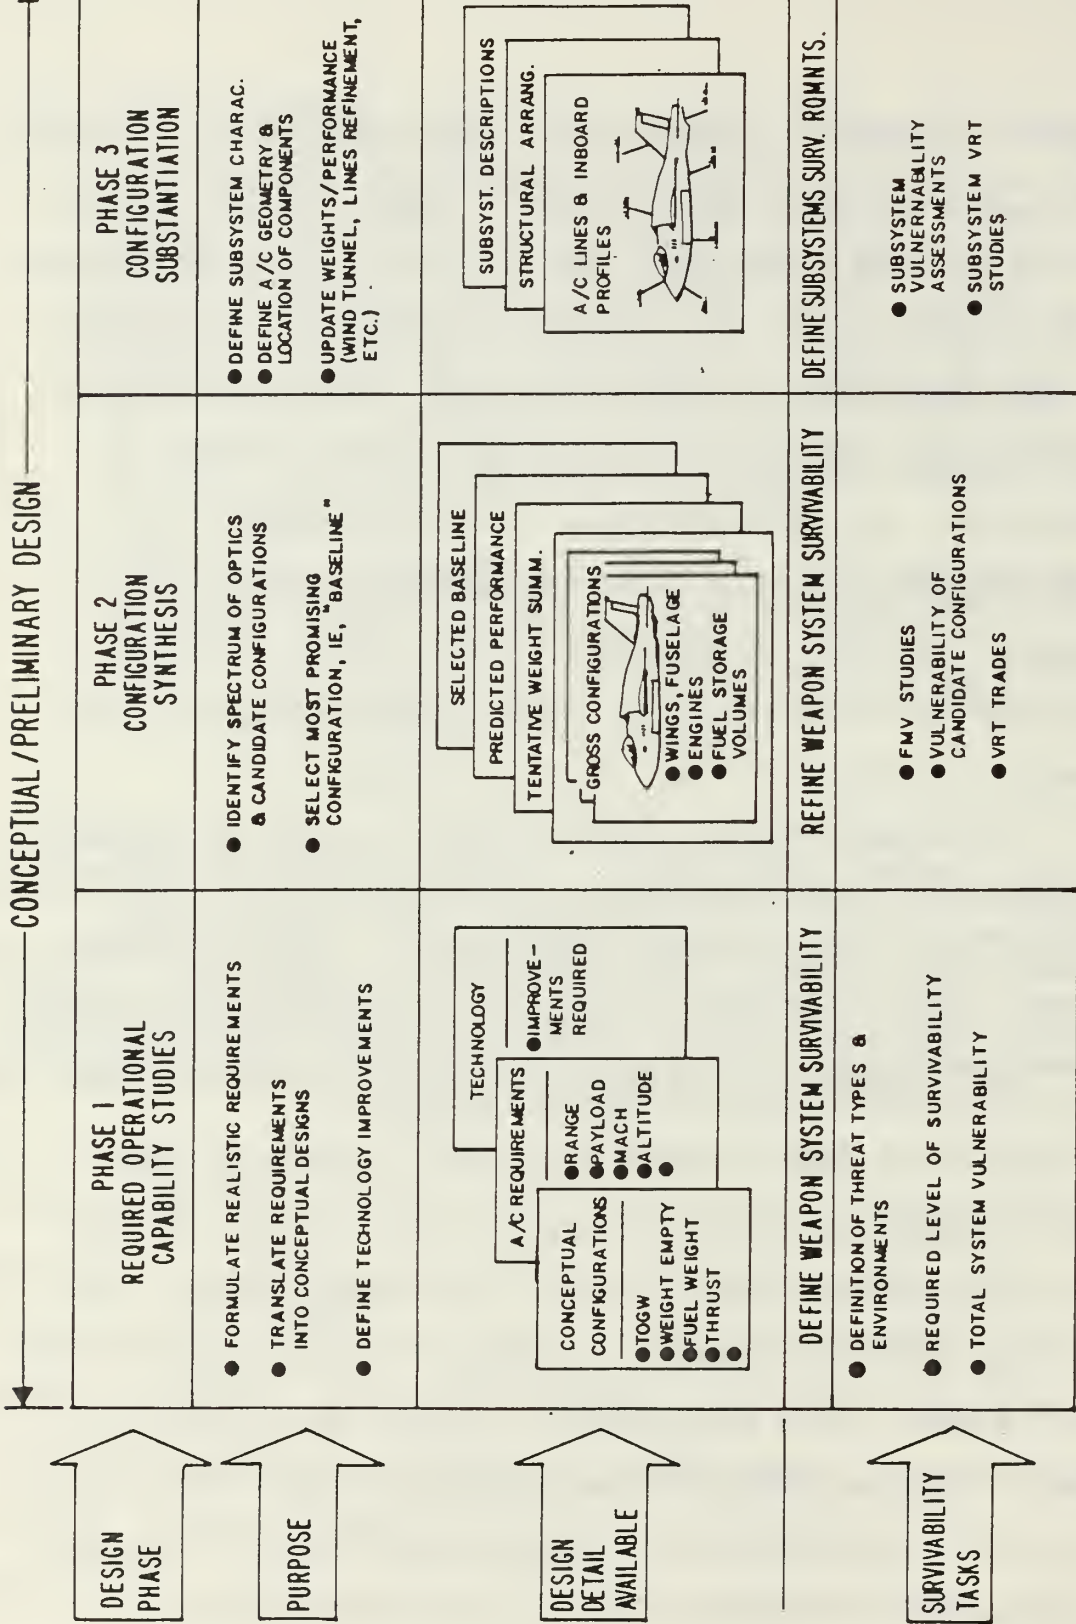 CONCEPTUAL/PRELIMINARY DESIGN
DESIGN
PHASE
PHASE 1
REQUIRED OPERATIONAL
CAPABILITY STUDIES
PHASE 2
CONFIGURATION
SYNTHESIS
PHASE 3
CONFIGURATION
SUBSTANTIATION
PURPOSE
● FORMULATE REALISTIC REQUIREMENTS
● TRANSLATE REQUIREMENTS
INTO CONCEPTUAL DESIGNS
● DEFINE TECHNOLOGY IMPROVEMENTS
● IDENTIFY SPECTRUM OF OPTICS
& CANDIDATE CONFIGURATIONS
● SELECT MOST PROMISING
CONFIGURATION, IE, "BASELINE"
● DEFINE SUBSYSTEM CHARAC.
● DEFINE A/C GEOMETRY &
LOCATION OF COMPONENTS
● UPDATE WEIGHTS/PERFORMANCE
(WIND TUNNEL, LINES REFINEMENT,
ETC.)
DESIGN
DETAIL
AVAILABLE
TECHNOLOGY
● IMPROVE-
MENTS
REQUIRED
A/C REQUIREMENTS
● RANGE
● PAYLOAD
● MACH
● ALTITUDE
●
CONCEPTUAL
CONFIGURATIONS
● TOGW
● WEIGHT EMPTY
● FUEL WEIGHT
● THRUST
●
SELECTED BASELINE
PREDICTED PERFORMANCE
TENTATIVE WEIGHT SUMM.
GROSS CONFIGURATIONS
● WINGS, FUSELAGE
● ENGINES
● FUEL STORAGE
VOLUMES
SUBSYST. DESCRIPTIONS
STRUCTURAL ARRANG.
A/C LINES & INBOARD
PROFILES
DEFINE WEAPON SYSTEM SURVIVABILITY
REFINE WEAPON SYSTEM SURVIVABILITY
DEFINE SUBSYSTEMS SURV. RQMNTS.
SURVIVABILITY
TASKS
● DEFINITION OF THREAT TYPES &
ENVIRONMENTS
● REQUIRED LEVEL OF SURVIVABILITY
● TOTAL SYSTEM VULNERABILITY
● FMV STUDIES
● VULNERABILITY OF
CANDIDATE CONFIGURATIONS
● VRT TRADES
● SUBSYSTEM
VULNERNABILITY
ASSESSMENTS
● SUBSYSTEM VRT
STUDIES